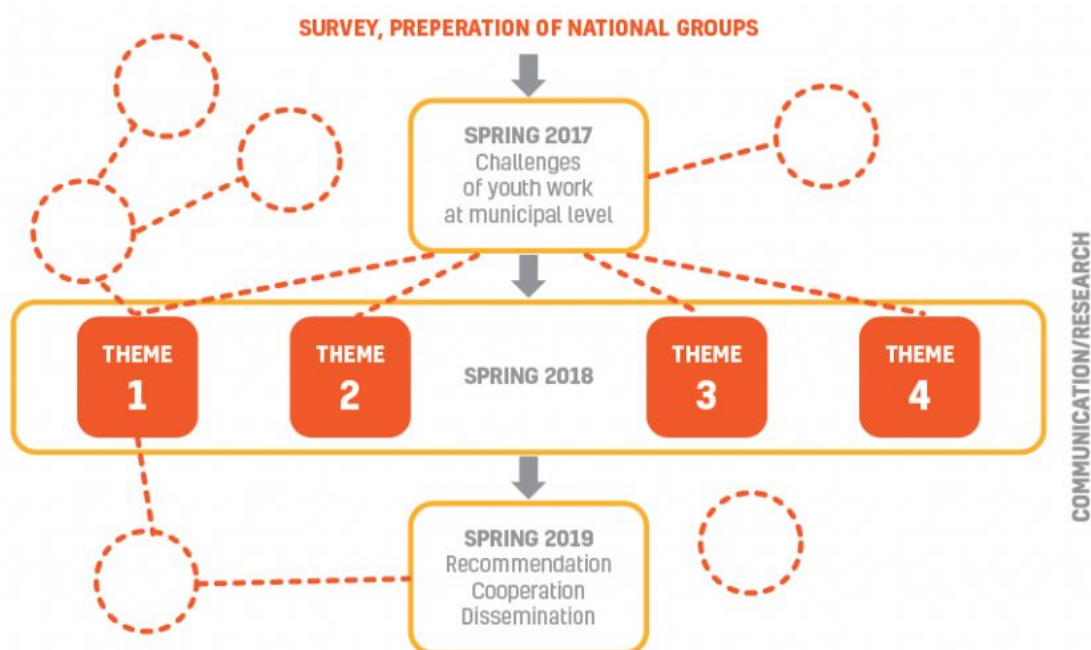 SURVEY, PREPERATION OF NATIONAL GROUPS
SPRING 2017
Challenges
of youth work
at municipal level
THEME
1
THEME
2
SPRING 2018
THEME
3
THEME
4
SPRING 2019
Recommendation
Cooperation
Dissemination
COMMUNICATION/RESEARCH